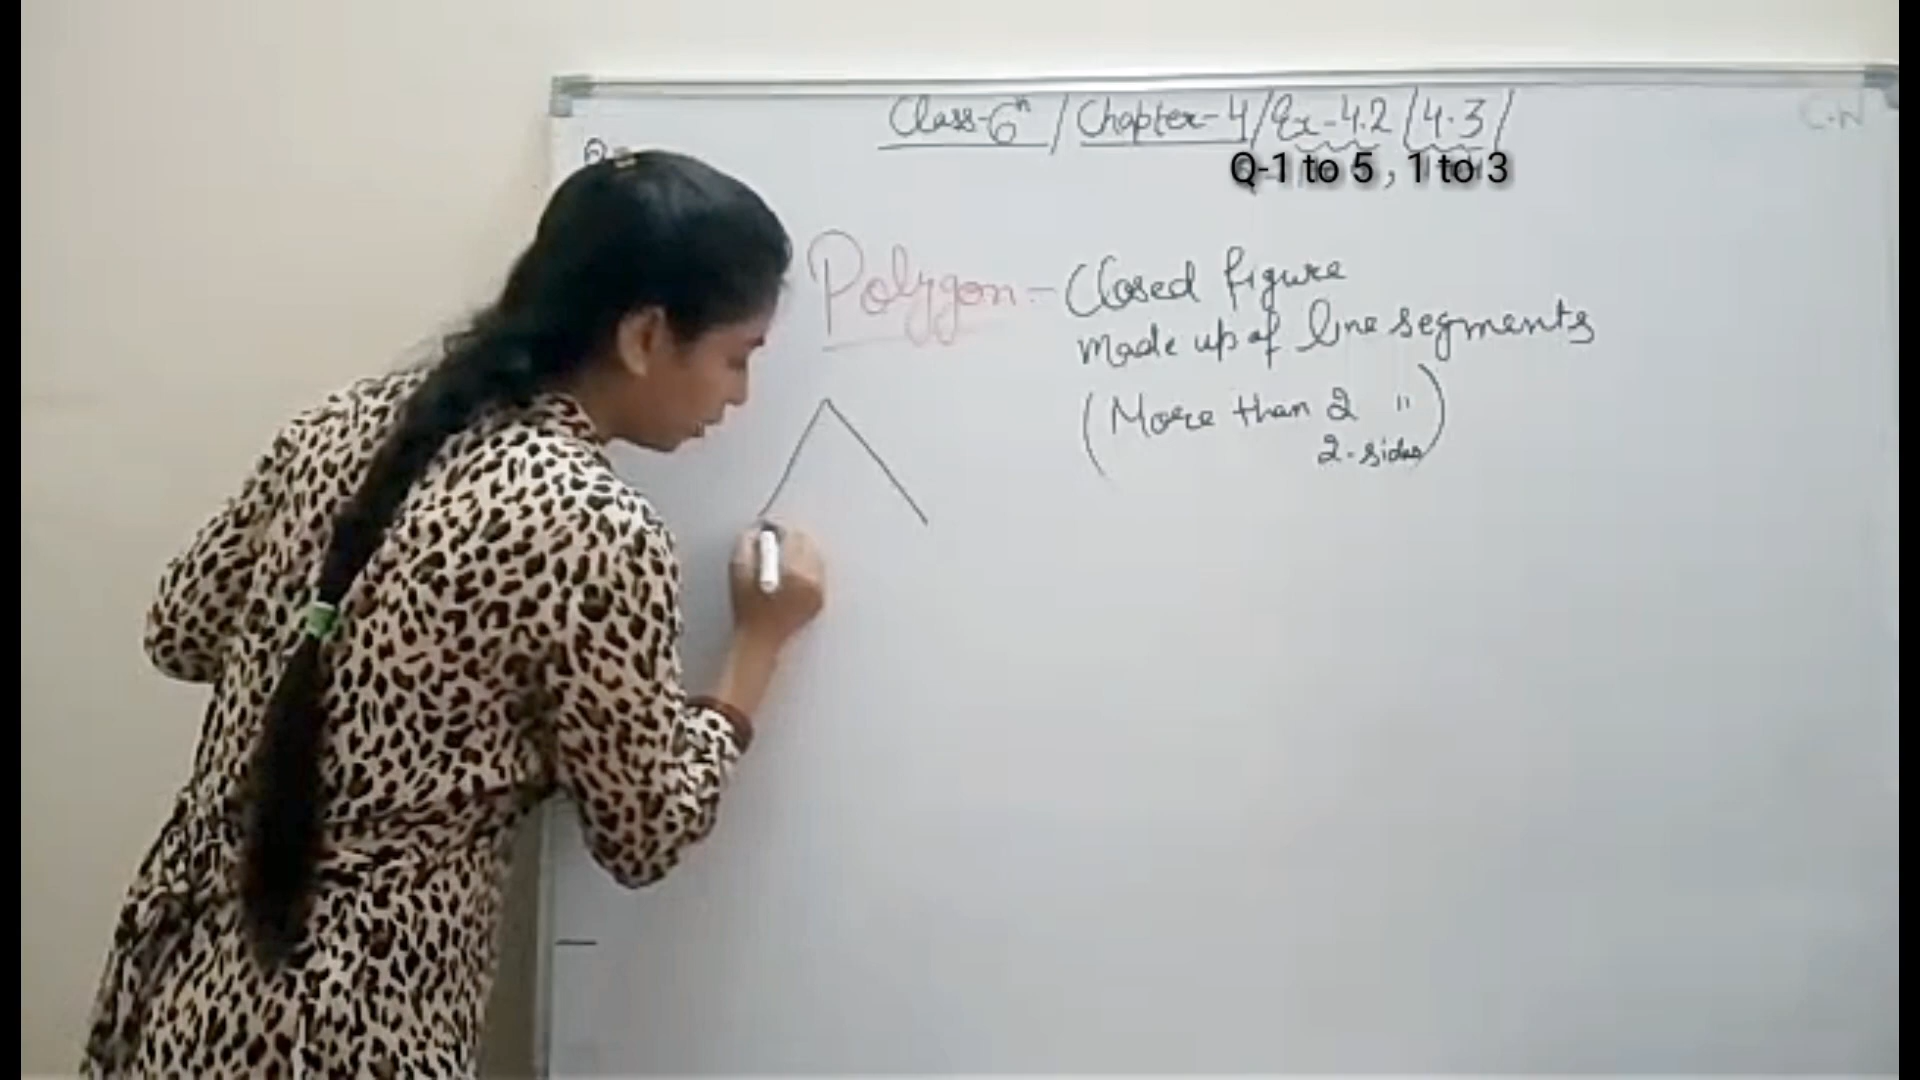 Class-6th / Chapter-4 / Ex-4.2 / 4.3 /
C.W
Q-1 to 5 , 1 to 3
Polygon - Closed figure
made up of line segments
(More than 2 ")
2-sides